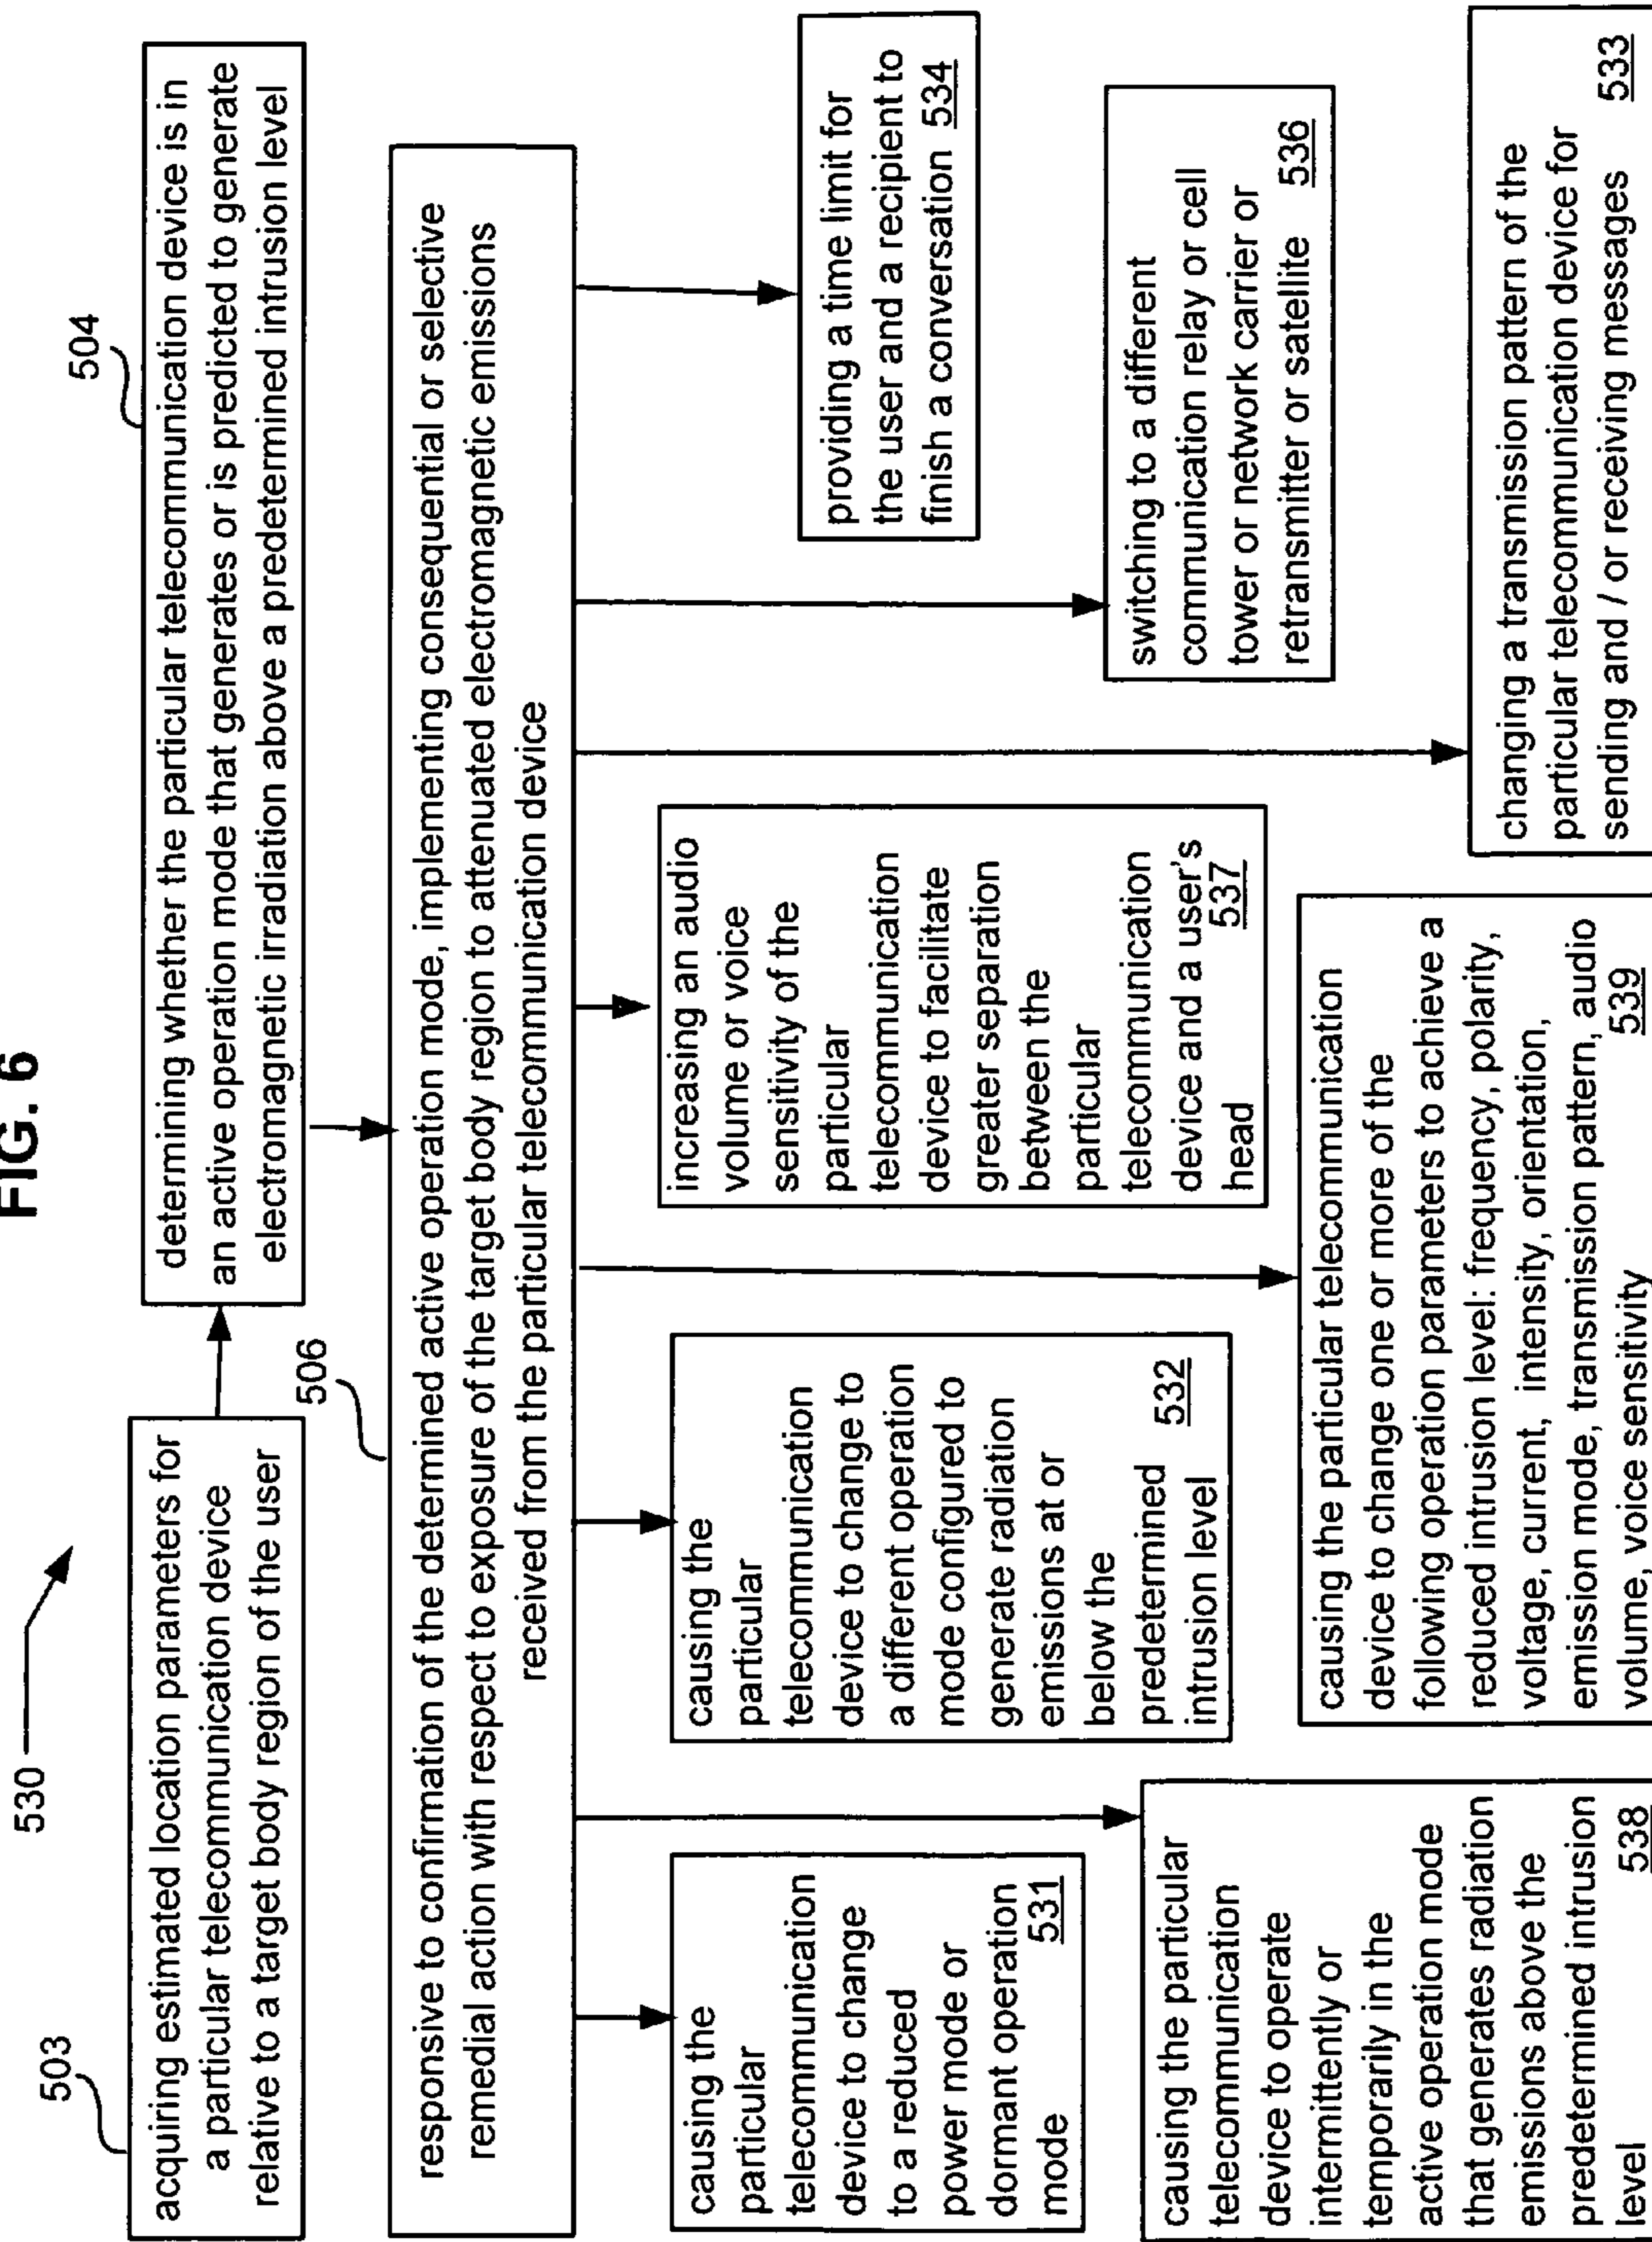 FIG. 6
530
503
acquiring estimated location parameters for
a particular telecommunication device
relative to a target body region of the user
504
determining whether the particular telecommunication device is in
an active operation mode that generates or is predicted to generate
electromagnetic irradiation above a predetermined intrusion level
506
responsive to confirmation of the determined active operation mode, implementing consequential or selective
remedial action with respect to exposure of the target body region to attenuated electromagnetic emissions
received from the particular telecommunication device
causing the
particular
telecommunication
device to change
to a reduced
power mode or
dormant operation
mode 531
causing the
particular
telecommunication
device to change to
a different operation
mode configured to
generate radiation
emissions at or
below the
predetermined 532
intrusion level
increasing an audio
volume or voice
sensitivity of the
particular
telecommunication
device to facilitate
greater separation
between the
particular
telecommunication
device and a user's
head 537
providing a time limit for
the user and a recipient to
finish a conversation 534
switching to a different
communication relay or cell
tower or network carrier or
retransmitter or satellite 536
causing the particular
telecommunication
device to operate
intermittently or
temporarily in the
active operation mode
that generates radiation
emissions above the
predetermined intrusion
level 538
causing the particular telecommunication
device to change one or more of the
following operation parameters to achieve a
reduced intrusion level: frequency, polarity,
voltage, current, intensity, orientation,
emission mode, transmission pattern, audio
volume, voice sensitivity 539
changing a transmission pattern of the
particular telecommunication device for
sending and / or receiving messages 533